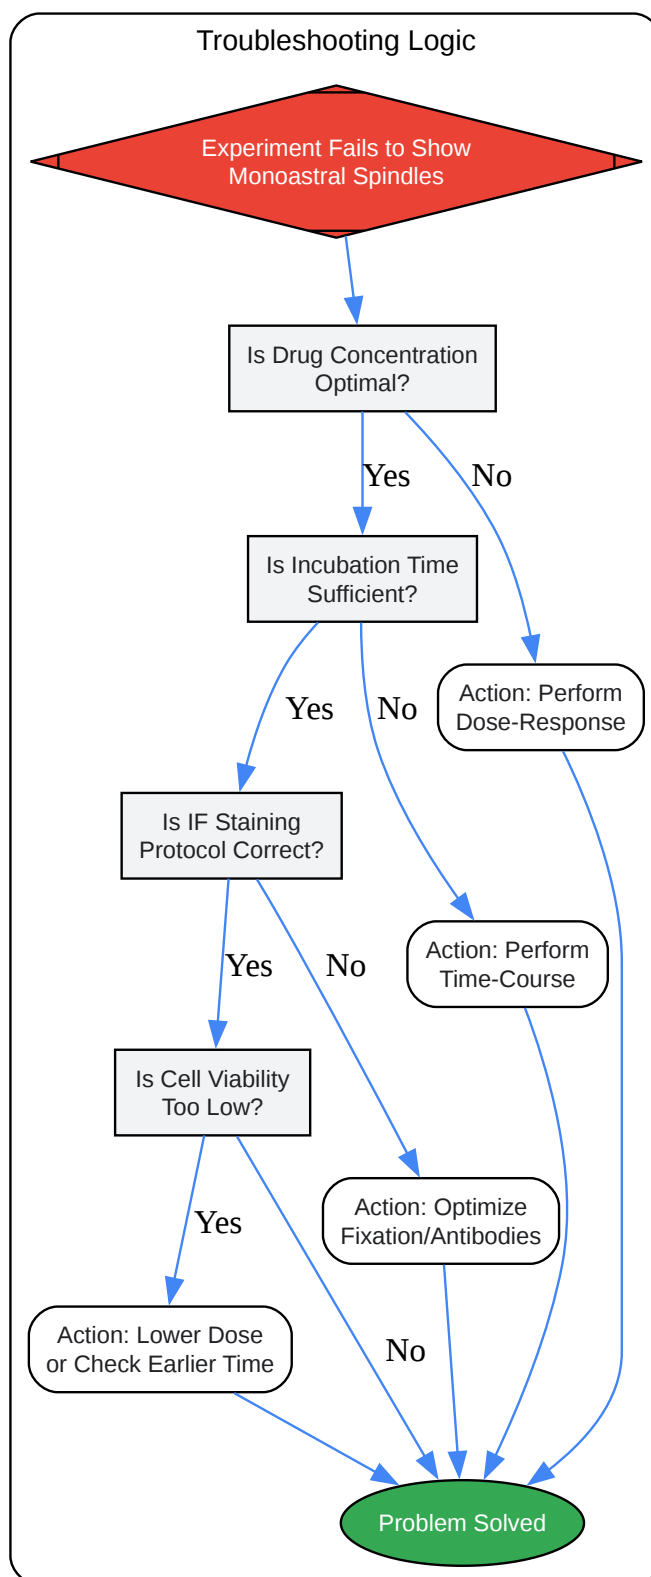 Troubleshooting Logic
Experiment Fails to Show
Monoastral Spindles
Is Drug Concentration
Optimal?
Yes
No
Is Incubation Time
Sufficient?
Yes
No
Action: Perform
Dose-Response
Is IF Staining
Protocol Correct?
Yes
No
Action: Perform
Time-Course
Is Cell Viability
Too Low?
Yes
Action: Optimize
Fixation/Antibodies
Action: Lower Dose
or Check Earlier Time
No
Problem Solved